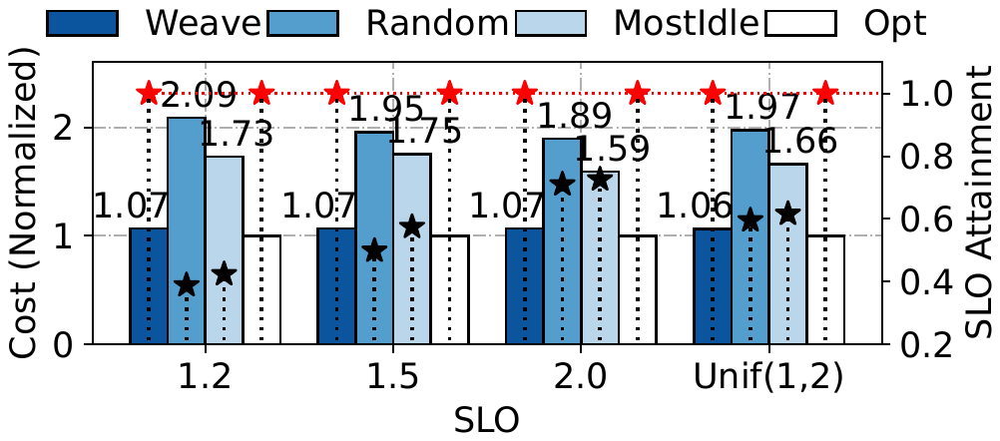 Weave Random MostIdle Opt
Cost (Normalized)
2
1
0
1.07 2.09 1.73
1.07 1.95 1.75
1.07 1.89 1.59
1.06 1.97 1.66
1.0
0.8
0.6
0.4
0.2
SLO Attainment
1.2 1.5 2.0 Unif(1,2)
SLO